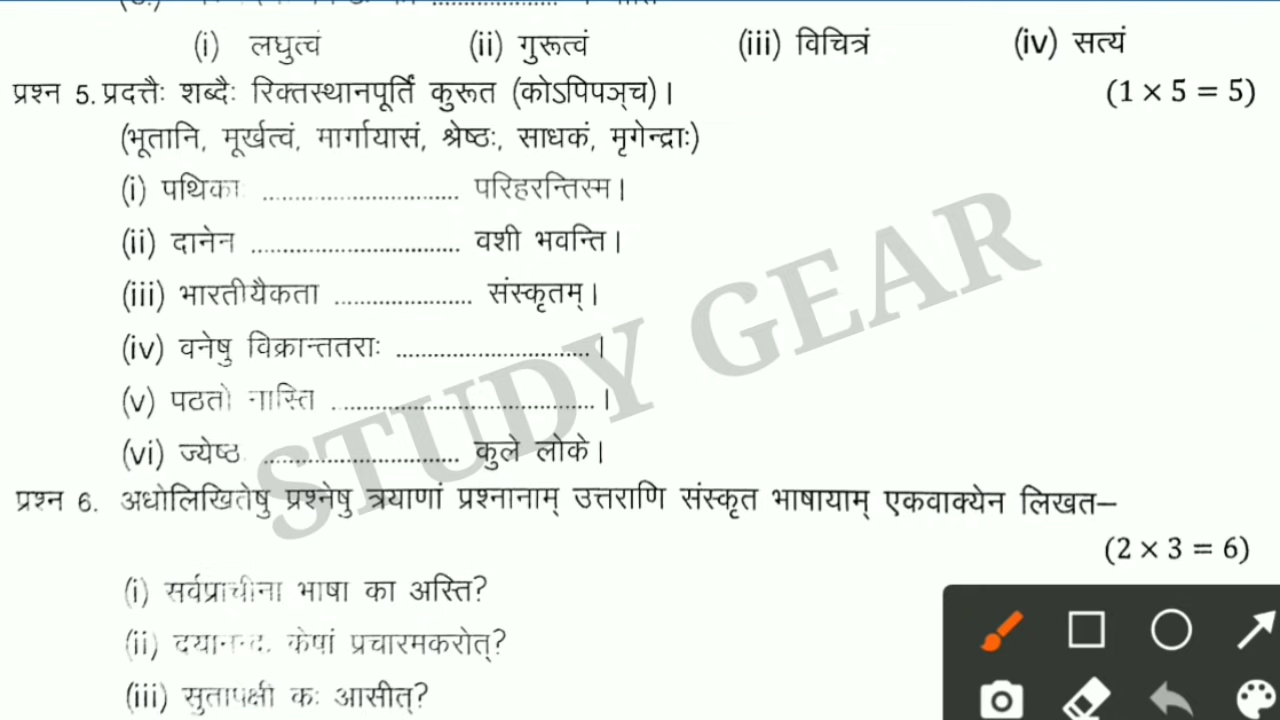 (i) लघुत्वं (ii) गुरूत्वं (iii) विचित्रं (iv) सत्यं
प्रश्न 5. प्रदत्तैः शब्दैः रिक्तस्थानपूर्तिं कुरूत (कोऽपिपञ्च)। (1 × 5 = 5)
(भूतानि, मूर्खत्वं, मार्गायासं, श्रेष्ठः, साधकं, मृगेन्द्राः)
(i) पथिकाः .............................. परिहरन्तिस्म।
(ii) दानेन ................................ वशी भवन्ति।
(iii) भारतीयैकता ..................... संस्कृतम्।
(iv) वनेषु विक्रान्ततराः ..............................।
(v) पठतो नास्ति ........................................।
(vi) ज्येष्ठ .............................. कुले लोके।
STUDY GEAR
प्रश्न 6. अधोलिखितेषु प्रश्नेषु त्रयाणां प्रश्नानाम् उत्तराणि संस्कृत भाषायाम् एकवाक्येन लिखत–
(2 × 3 = 6)
(i) सर्वप्राचीना भाषा का अस्ति?
(ii) दयानन्दः केषां प्रचारमकरोत्?
(iii) सुतापक्षी कः आसीत्?